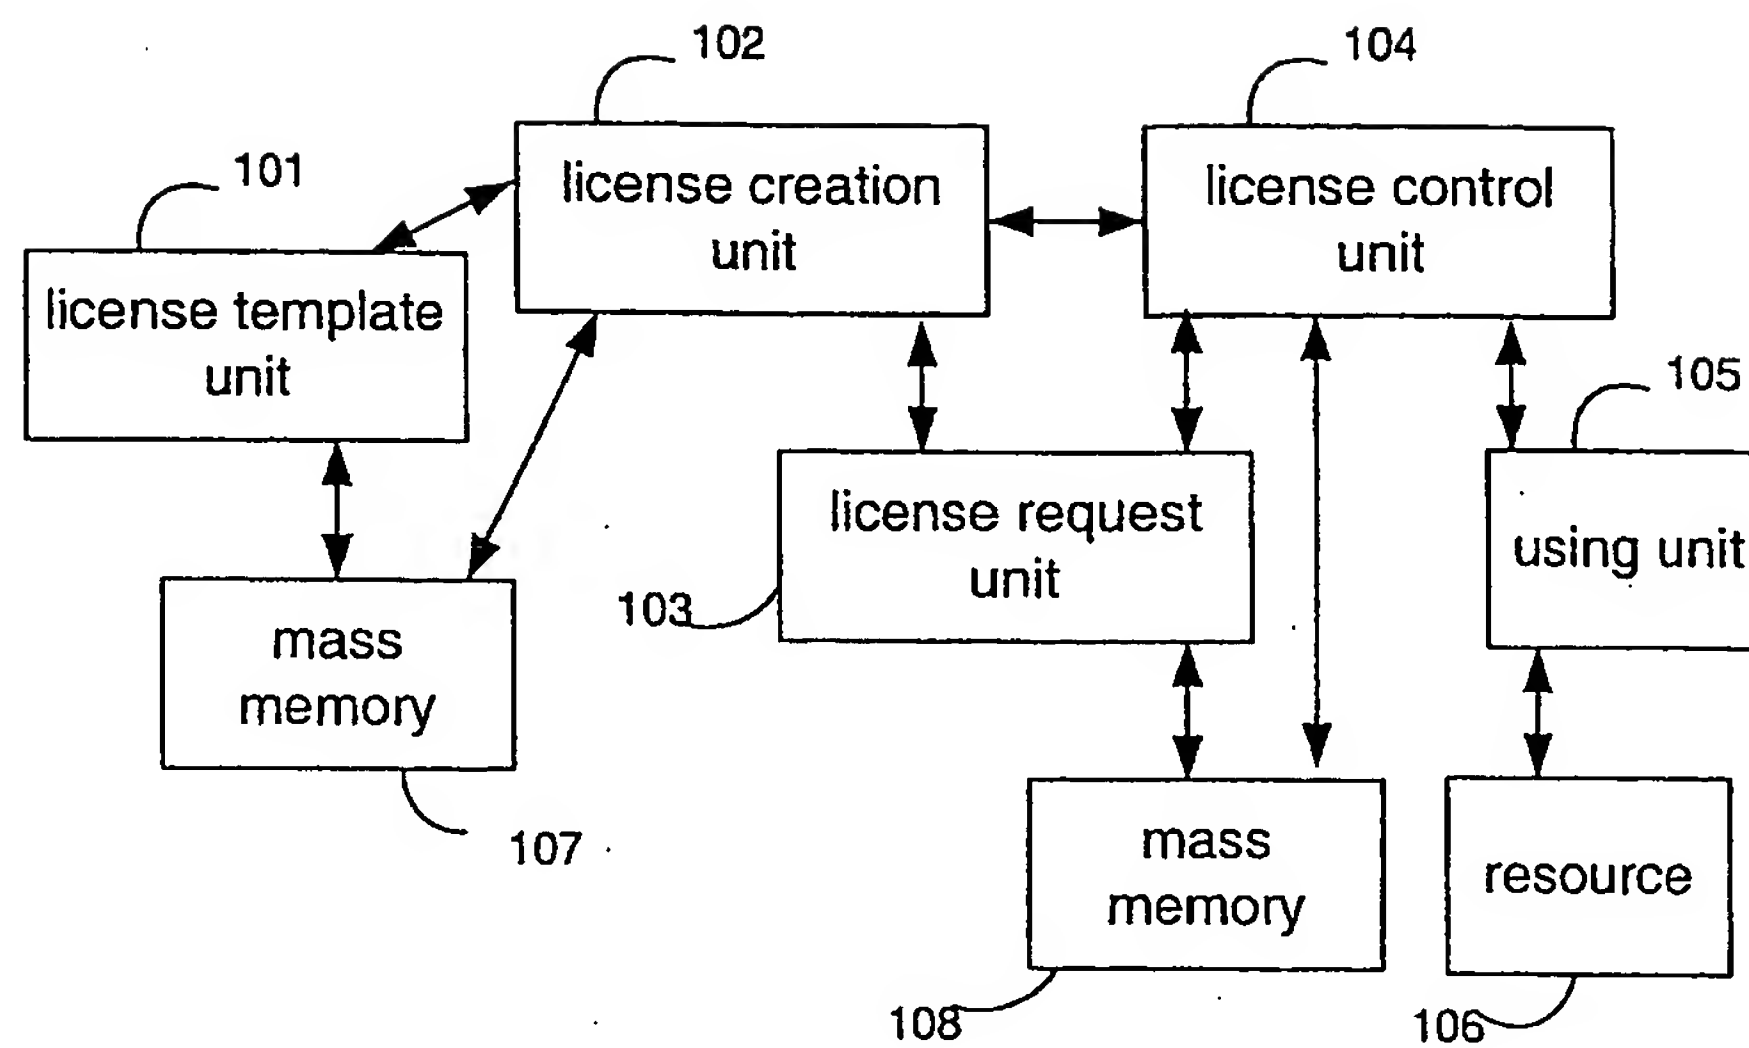 102
104
101
license creation
unit
license control
unit
license template
unit
105
license request
unit
using unit
103
mass
memory
107
mass
memory
resource
108
106